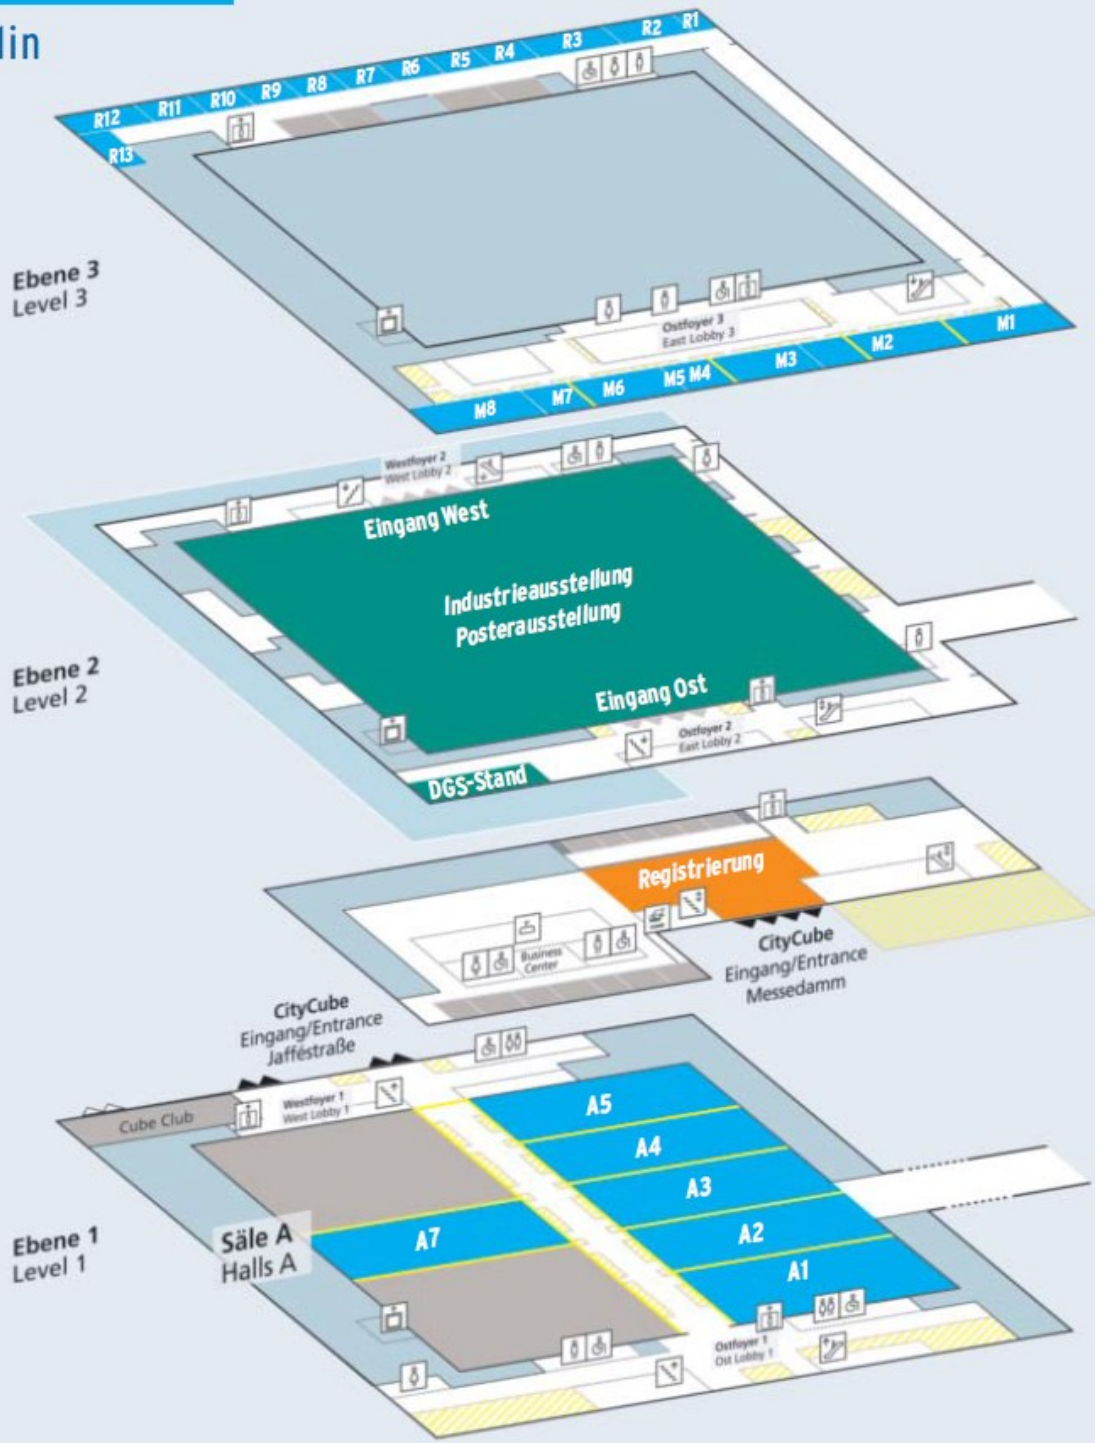 R1
R2
R3
R4
R5
R6
R7
R8
R9
R10
R11
R12
R13
Ebene 3
Level 3
Ostfoyer 3
East Lobby 3
M1
M2
M3
M5 M4
M6
M7
M8
Westfoyer 2
West Lobby 2
Eingang West
Industrieausstellung
Posterausstellung
Ebene 2
Level 2
Eingang Ost
Ostfoyer 2
East Lobby 2
DGS-Stand
Registrierung
Business
Center
CityCube
Eingang/Entrance
Messedamm
CityCube
Eingang/Entrance
Jafféstraße
Cube Club
Westfoyer 1
West Lobby 1
A5
A4
A3
A2
A1
A7
Säle A
Halls A
Ebene 1
Level 1
Ostfoyer 1
Ost Lobby 1